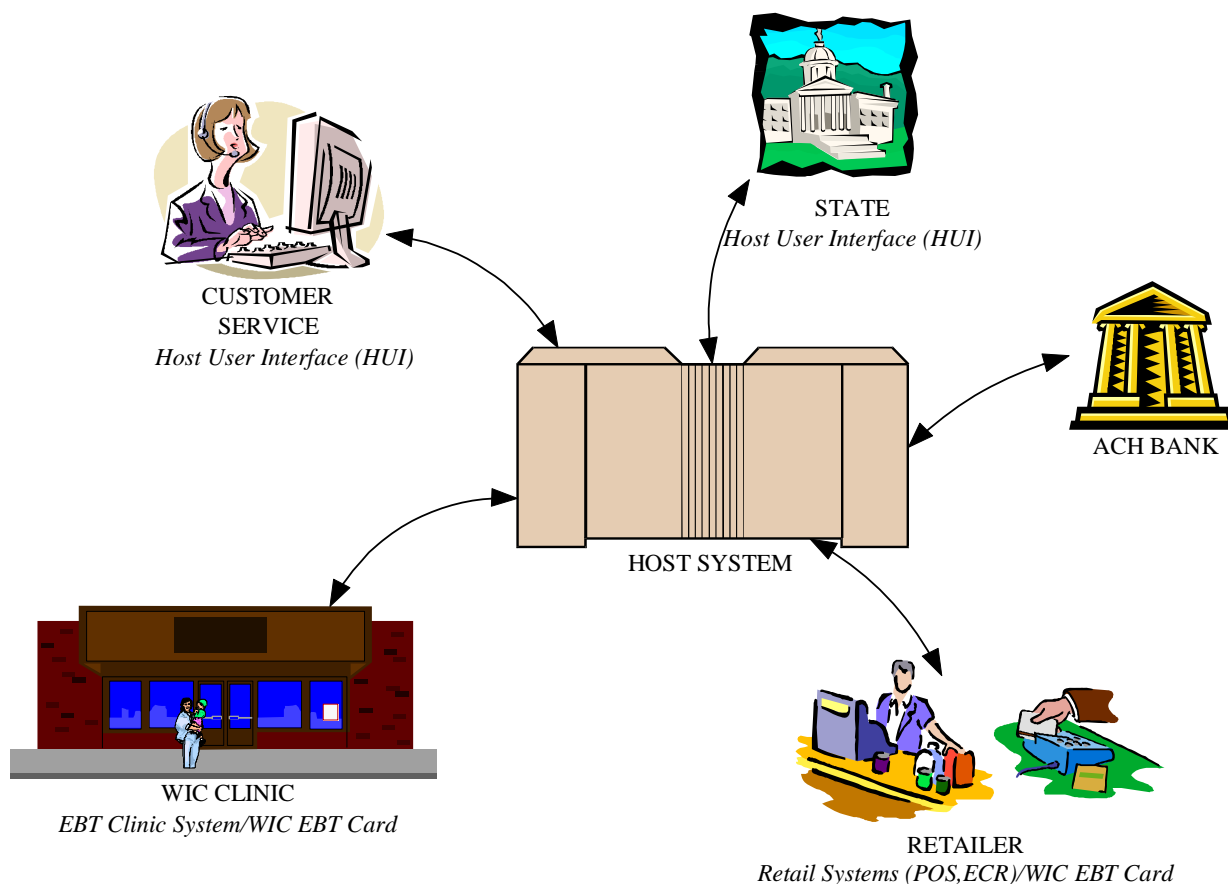 STATE
Host User Interface (HUI)
CUSTOMER
SERVICE
Host User Interface (HUI)
ACH BANK
HOST SYSTEM
WIC CLINIC
EBT Clinic System/WIC EBT Card
RETAILER
Retail Systems (POS,ECR)/WIC EBT Card